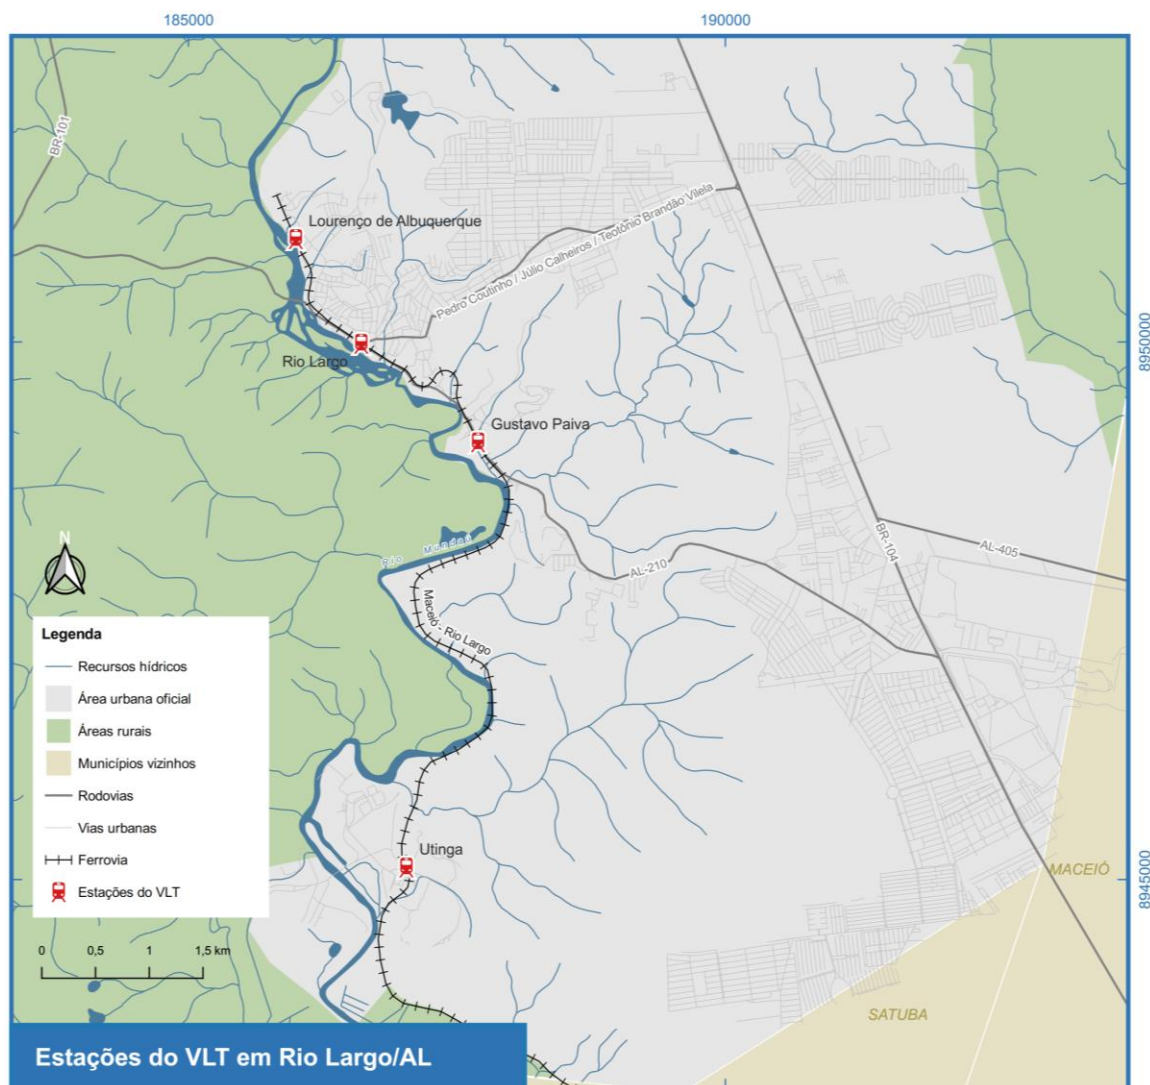 185000
190000
BR-101
Lourenço de Albuquerque
Pedro Coutinho / Júlio Calheiros / Teotônio Brandão Vilela
8950000
Rio Largo
Gustavo Paiva
BR-104
AL-405
Rio Mundaú
AL-210
N
Maceió - Rio Largo
Legenda
Recursos hídricos
Área urbana oficial
Áreas rurais
Municípios vizinhos
Rodovias
Vias urbanas
Ferrovia
Estações do VLT
Utinga
MACEIÓ
8945000
0 0,5 1 1,5 km
SATUBA
Estações do VLT em Rio Largo/AL